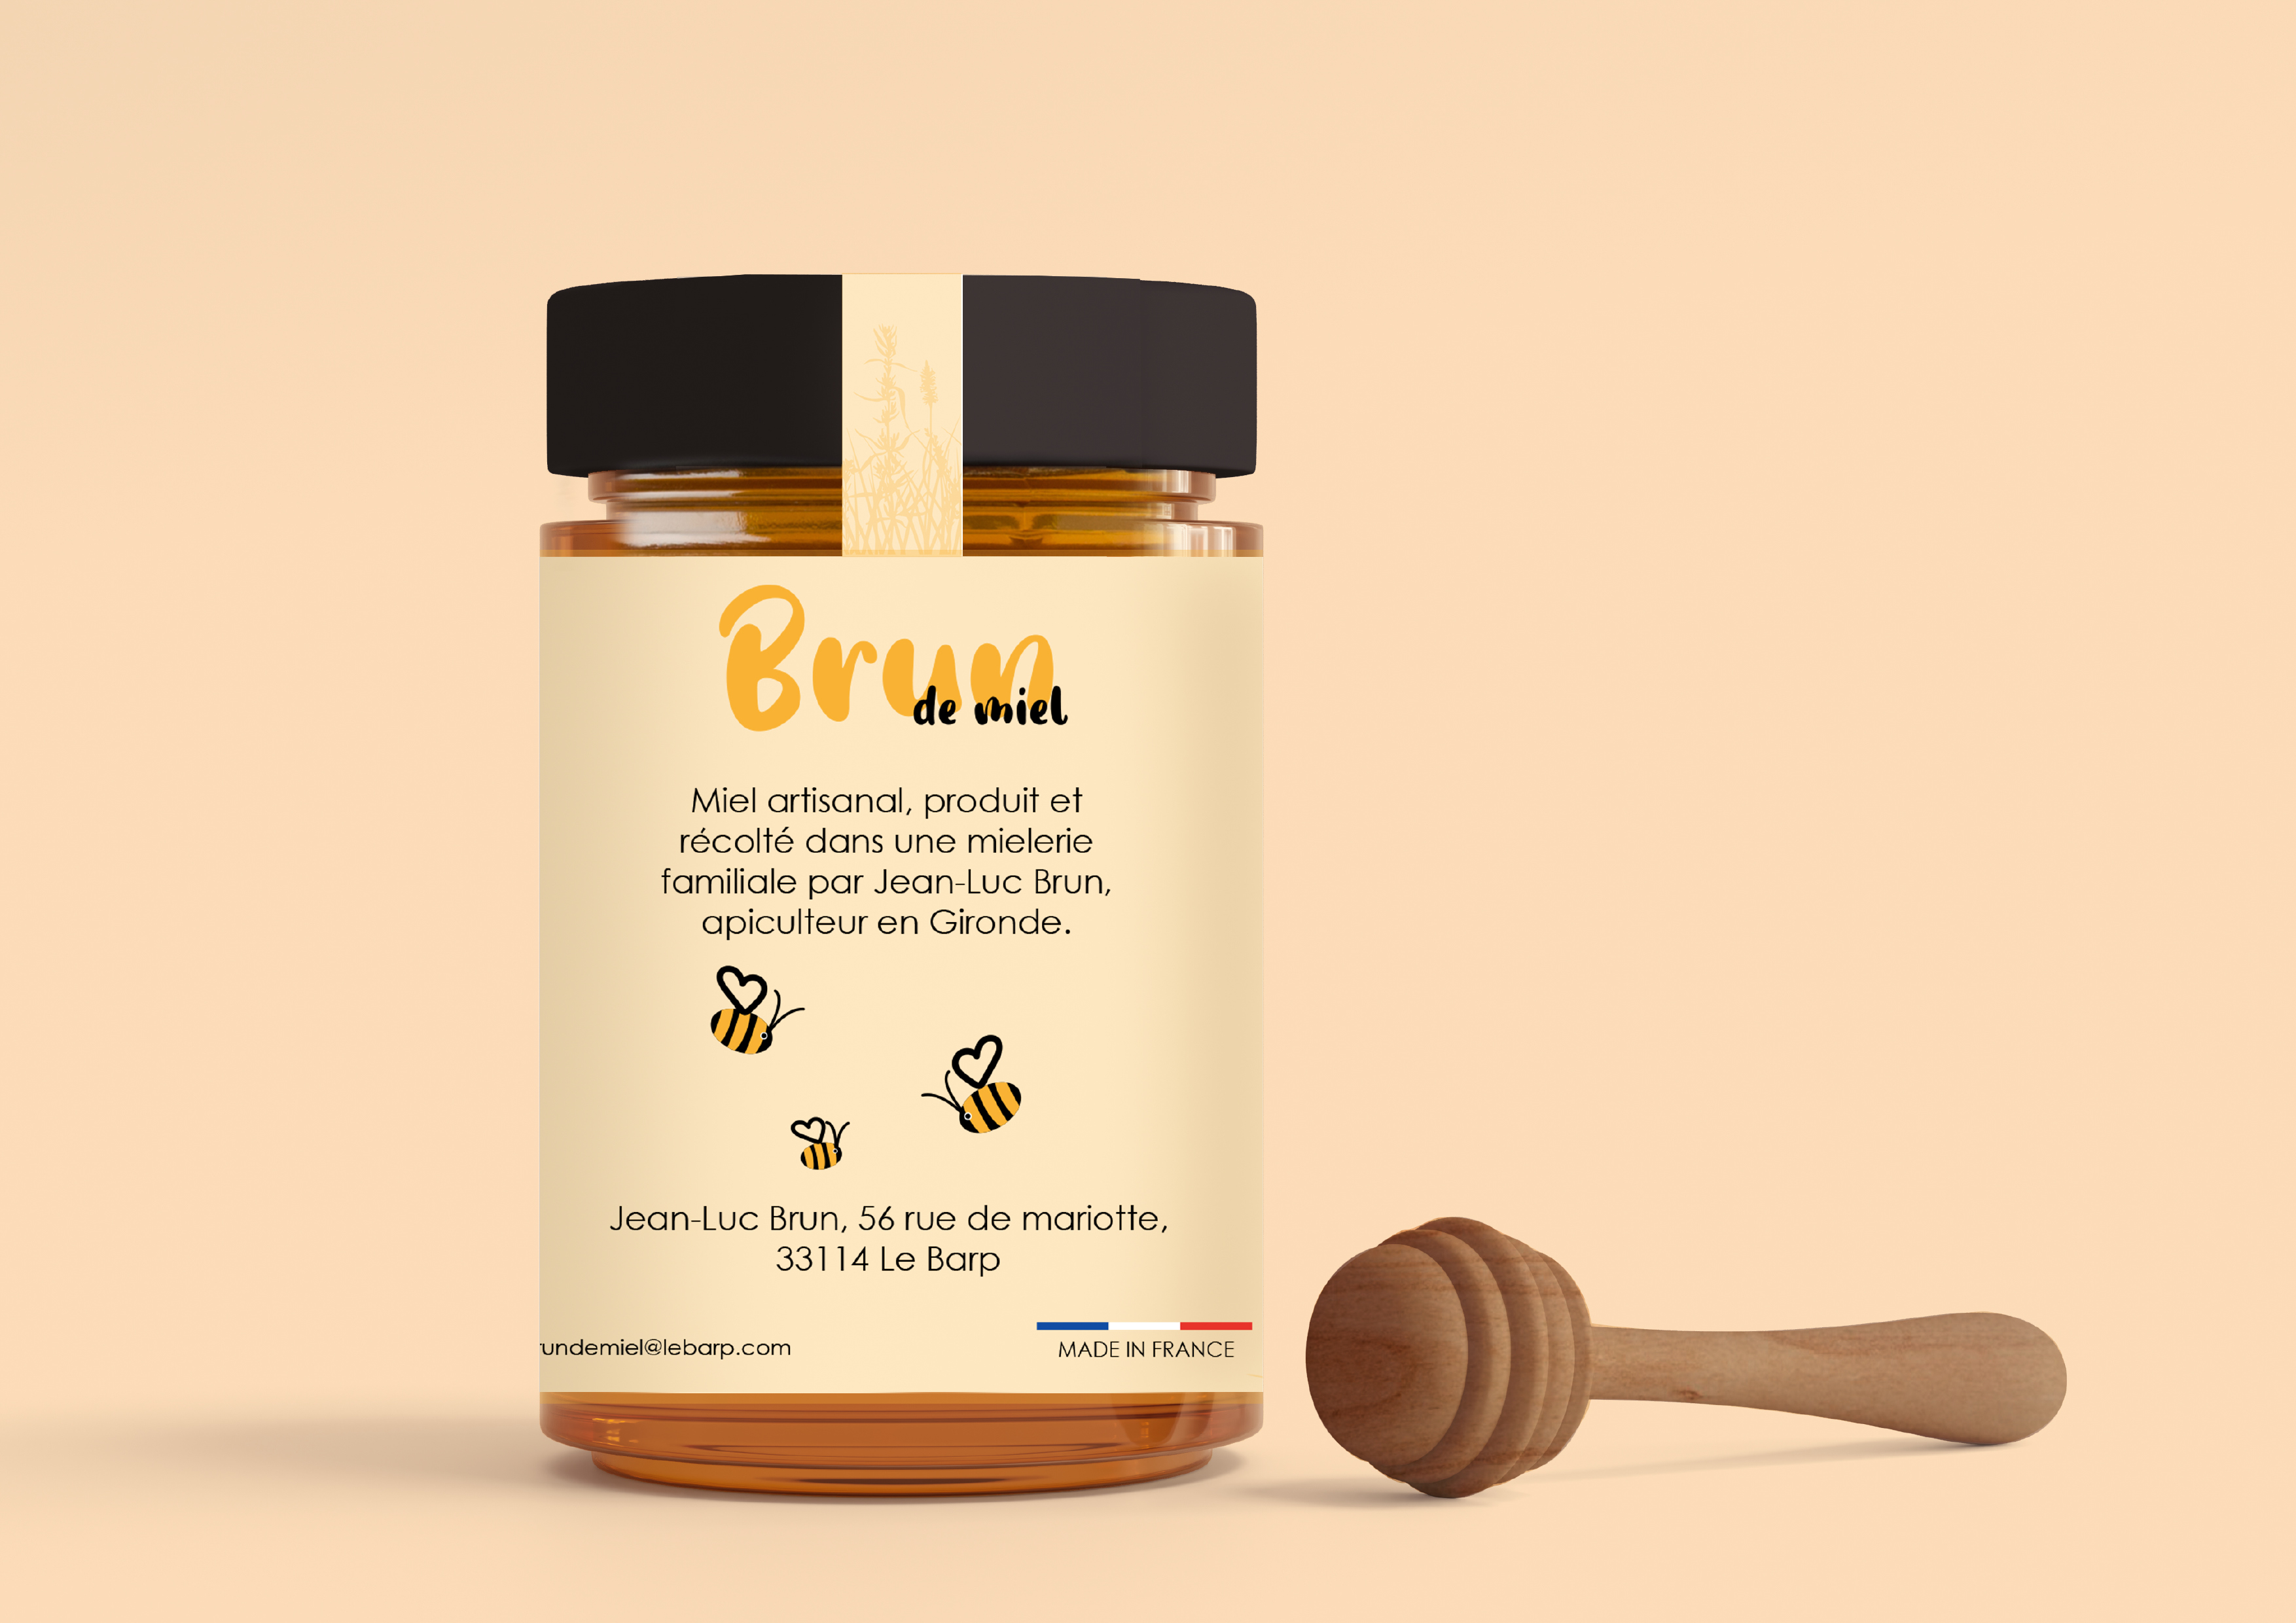 Brun
de miel
Miel artisanal, produit et
récolté dans une mielerie
familiale par Jean-Luc Brun,
apiculteur en Gironde.
Jean-Luc Brun, 56 rue de mariotte,
33114 Le Barp
rundemiel@lebarp.com
MADE IN FRANCE